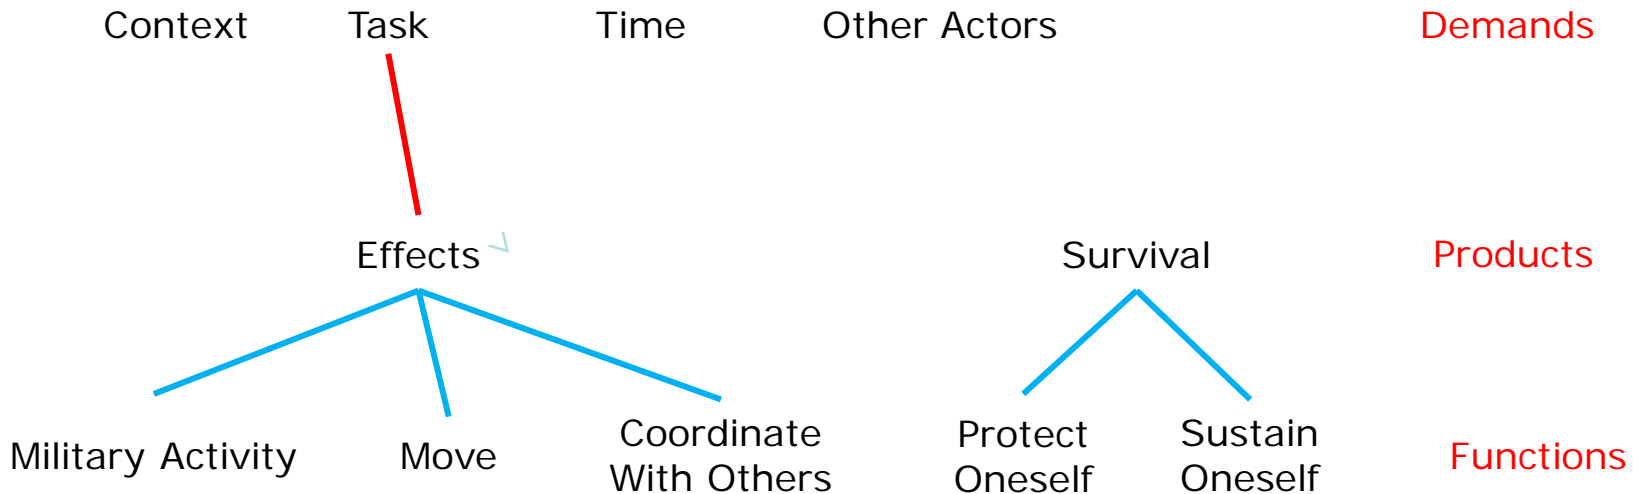 Context Task Time Other Actors Demands
Effects Survival Products
Military Activity Move Coordinate With Others Protect Oneself Sustain Oneself Functions